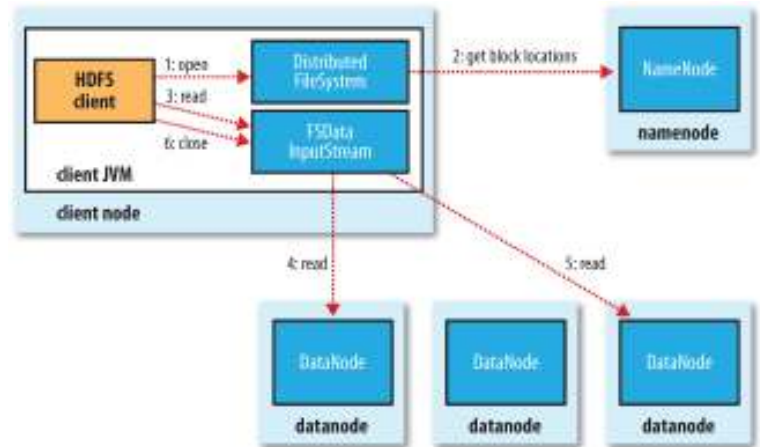 HDFS
client
1: open
3: read
6: close
Distributed
FileSystem
FSData
InputStream
client JVM
client node
2: get block locations
NameNode
namenode
4: read
5: read
DataNode
datanode
DataNode
datanode
DataNode
datanode